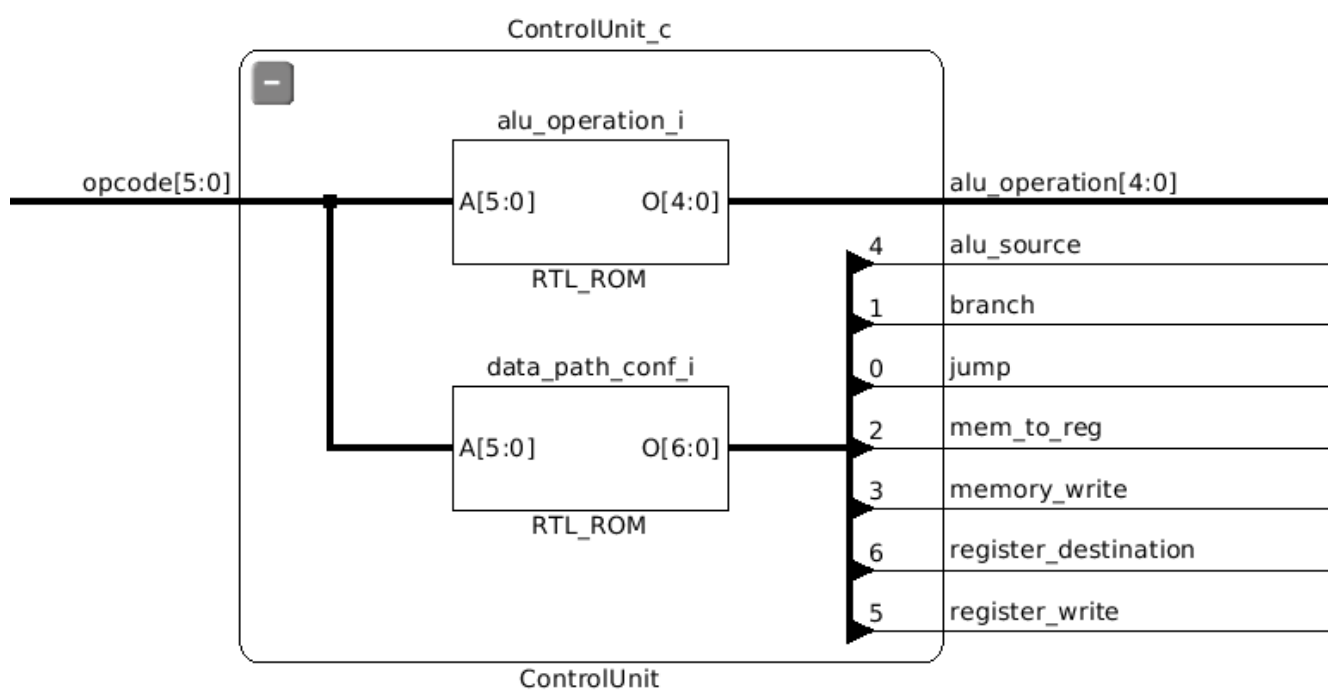 ControlUnit_c
alu_operation_i
opcode[5:0]
A[5:0] O[4:0]
alu_operation[4:0]
RTL_ROM
4 alu_source
1 branch
data_path_conf_i
0 jump
A[5:0] O[6:0]
2 mem_to_reg
3 memory_write
RTL_ROM
6 register_destination
5 register_write
ControlUnit